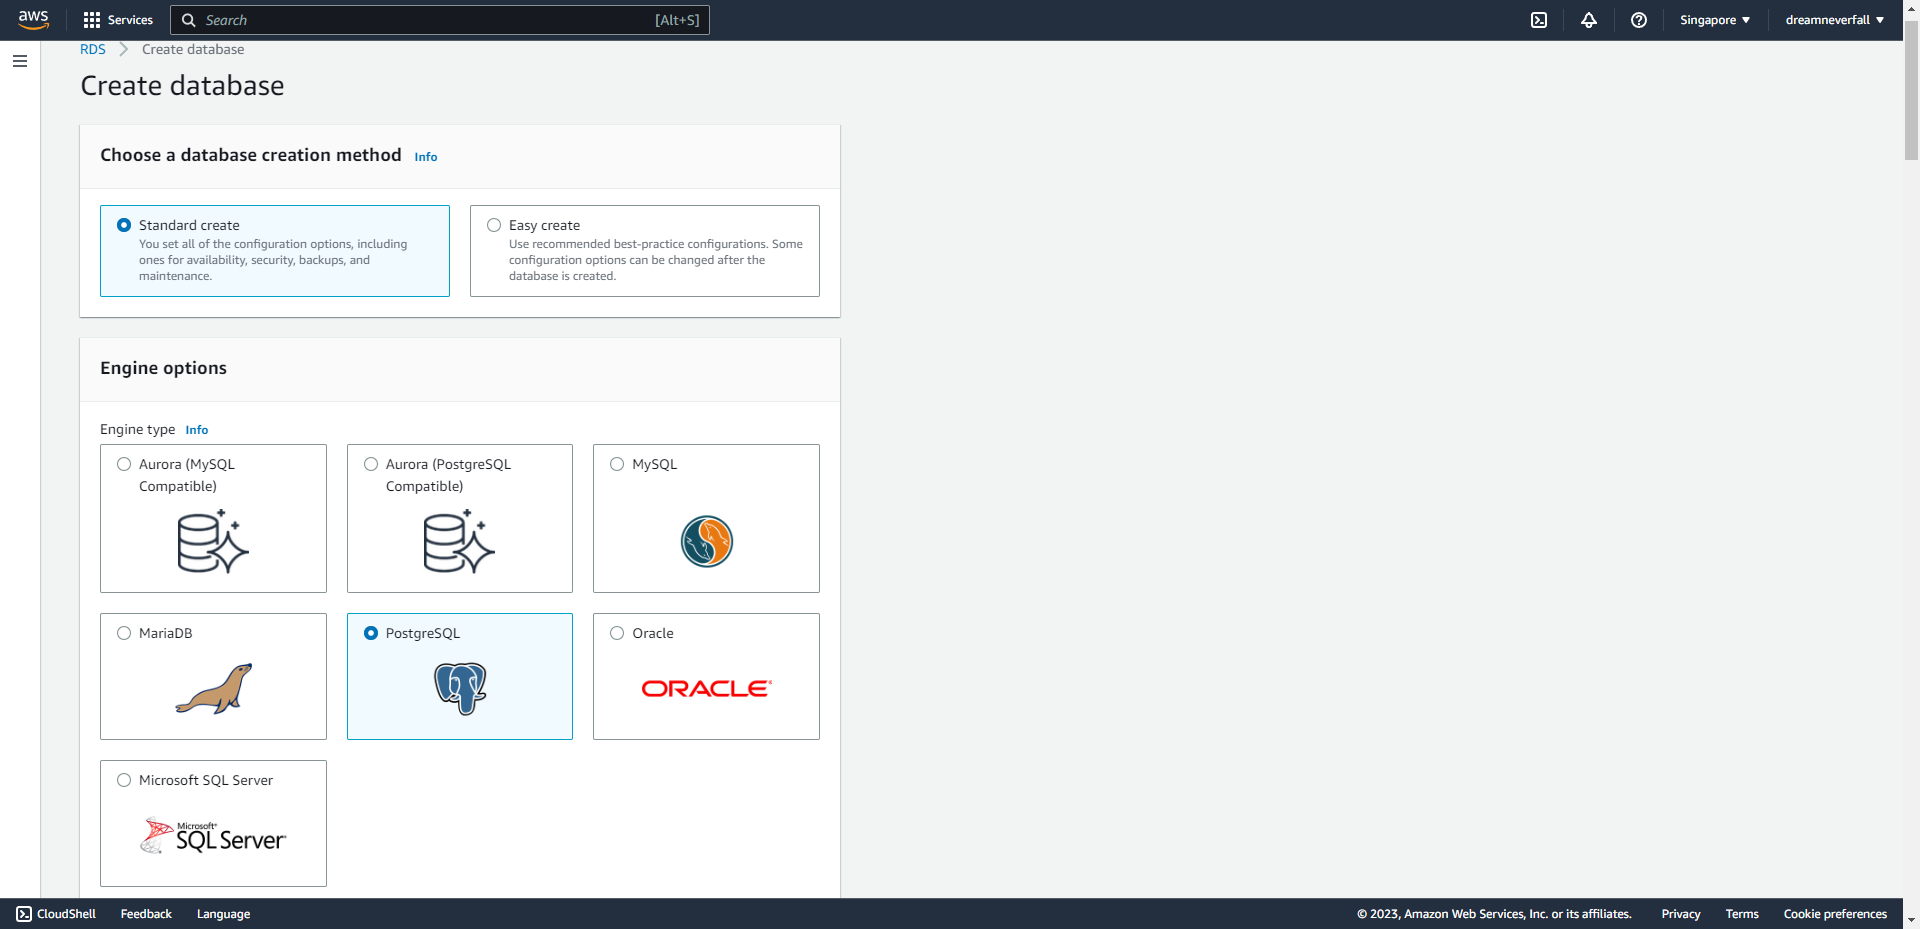 aws
Services
Search
[Alt+S]
Singapore
dreamneverfall
RDS
Create database
Create database
Choose a database creation method Info
Standard create
You set all of the configuration options, including
ones for availability, security, backups, and
maintenance.
Easy create
Use recommended best-practice configurations. Some
configuration options can be changed after the
database is created.
Engine options
Engine type Info
Aurora (MySQL
Compatible)
Aurora (PostgreSQL
Compatible)
MySQL
MariaDB
PostgreSQL
Oracle
ORACLE®
Microsoft SQL Server
Microsoft®
SQL Server®
CloudShell
Feedback
Language
© 2023, Amazon Web Services, Inc. or its affiliates.
Privacy
Terms
Cookie preferences